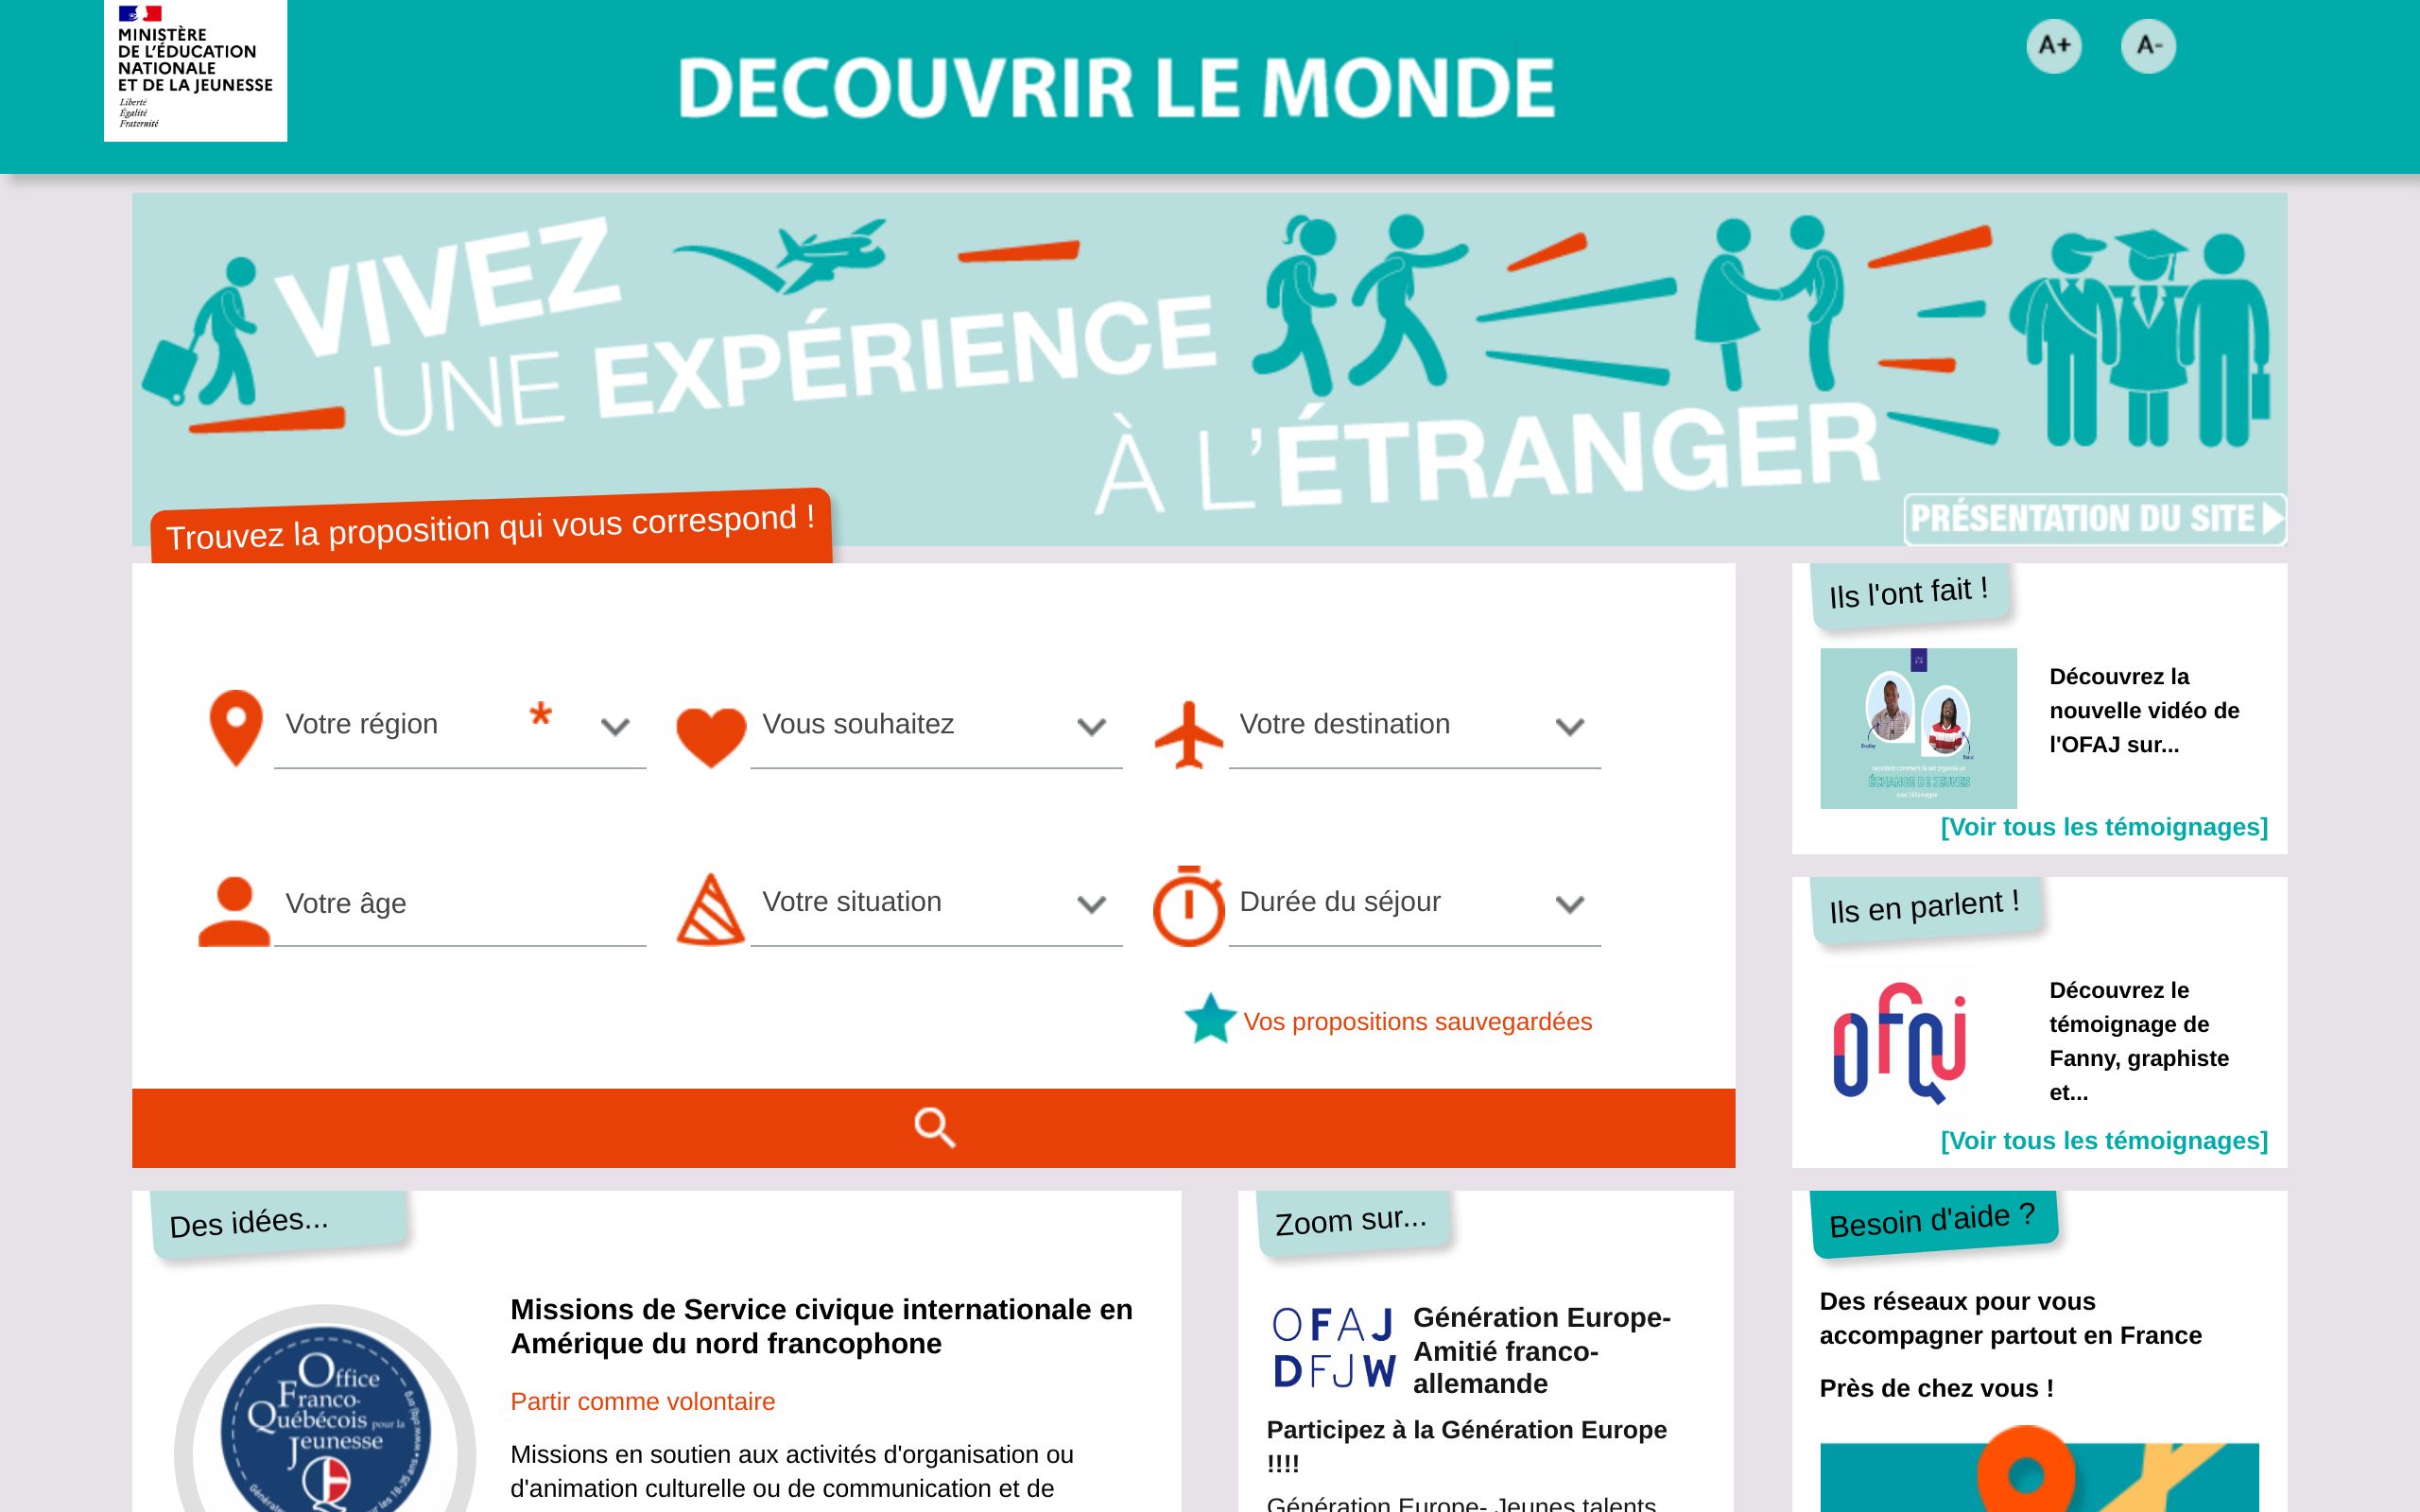 MINISTÈRE
DE L'ÉDUCATION
NATIONALE
ET DE LA JEUNESSE
Liberté
Égalité
Fraternité
DECOUVRIR LE MONDE
A+
A-
VIVEZ
UNE EXPÉRIENCE
À L'ÉTRANGER
PRÉSENTATION DU SITE
Trouvez la proposition qui vous correspond !
Votre région *
Vous souhaitez
Votre destination
Votre âge
Votre situation
Durée du séjour
Vos propositions sauvegardées
Ils l'ont fait !
ÉCHANGE DE JEUNES
avec l'Allemagne
Découvrez la
nouvelle vidéo de
l'OFAJ sur...
[Voir tous les témoignages]
Ils en parlent !
ofaj
Découvrez le
témoignage de
Fanny, graphiste
et...
[Voir tous les témoignages]
Des idées...
Office
Franco-
Québécois pour la
Jeunesse
Missions de Service civique internationale en
Amérique du nord francophone
Partir comme volontaire
Missions en soutien aux activités d'organisation ou
d'animation culturelle ou de communication et de
Zoom sur...
OFAJ
DFJW
Génération Europe-
Amitié franco-
allemande
Participez à la Génération Europe
!!!!
Génération Europe- Jeunes talents
Besoin d'aide ?
Des réseaux pour vous
accompagner partout en France
Près de chez vous !